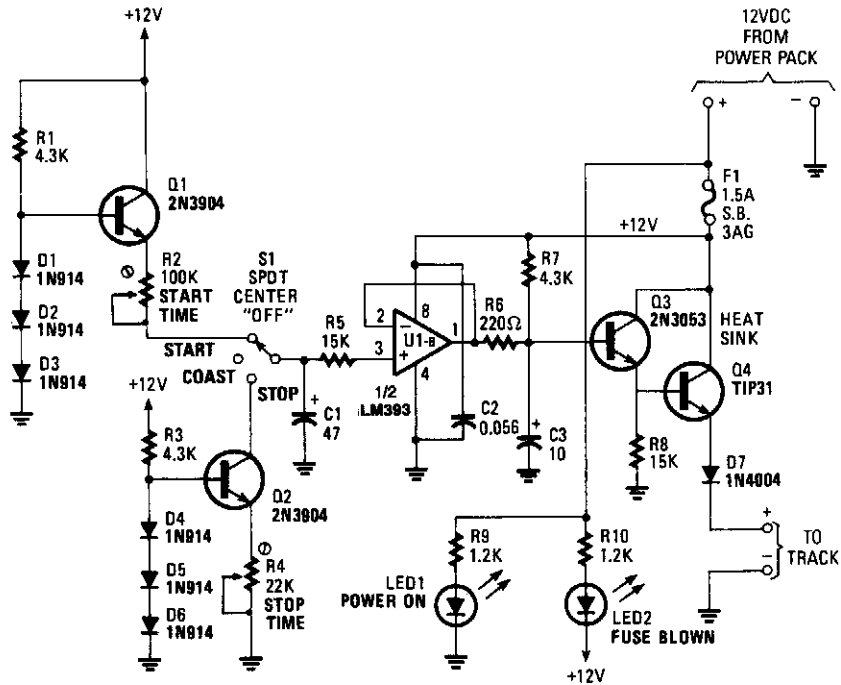 +12V
R1
4.3K
Q1
2N3904
D1
1N914
D2
1N914
D3
1N914
R2
100K
START
TIME
S1
SPDT
CENTER
"OFF"
START
COAST
STOP
+12V
R3
4.3K
Q2
2N3904
D4
1N914
D5
1N914
D6
1N914
R4
22K
STOP
TIME
R5
15K
+
C1
47
2
-
3
+
8
U1-B
1
4
1/2
LM393
C2
0.056
R6
220Ω
R7
4.3K
+
C3
10
+12V
12VDC
FROM
POWER PACK
+
-
F1
1.5A
S.B.
3AG
Q3
2N3053
HEAT
SINK
Q4
TIP31
R8
15K
D7
1N4004
+
-
TO
TRACK
R9
1.2K
LED1
POWER ON
R10
1.2K
LED2
FUSE BLOWN
+12V